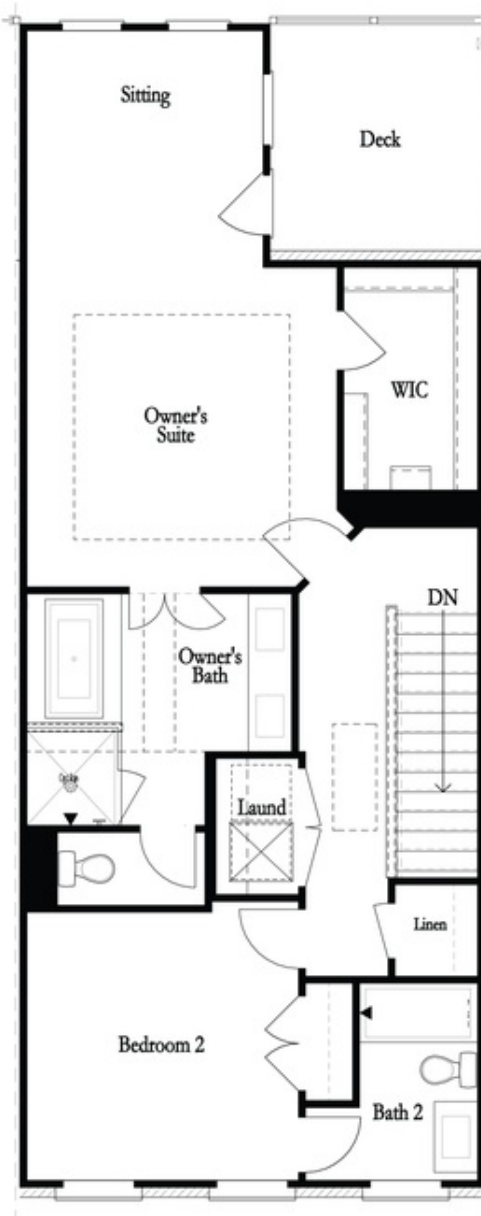 Sitting
Deck
Owner's
Suite
WIC
DN
Owner's
Bath
Laund
Linen
Bedroom 2
Bath 2